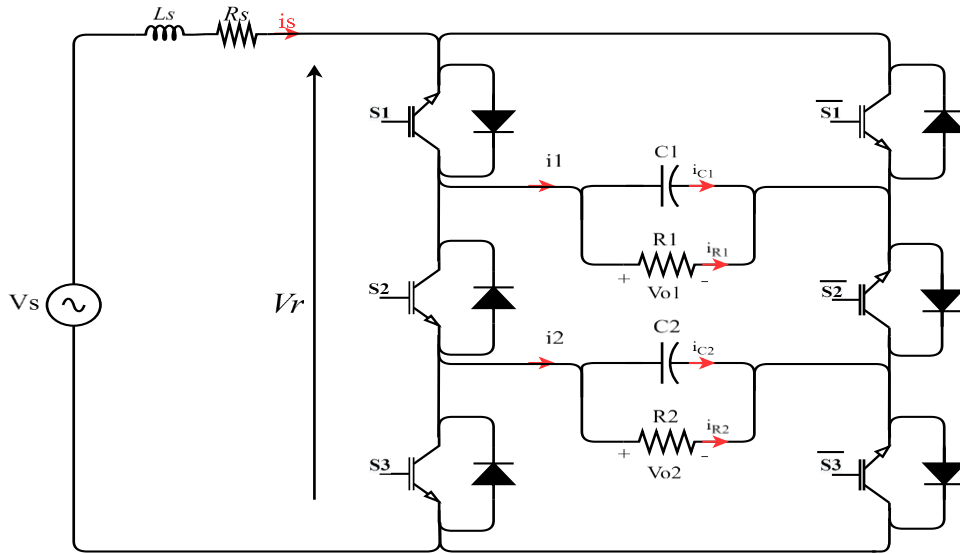 Ls
Rs
is
S1
S1
i1
C1
iC1
R1
iR1
+
Vo1
-
Vs
Vr
S2
S2
i2
C2
iC2
R2
iR2
+
Vo2
-
S3
S3